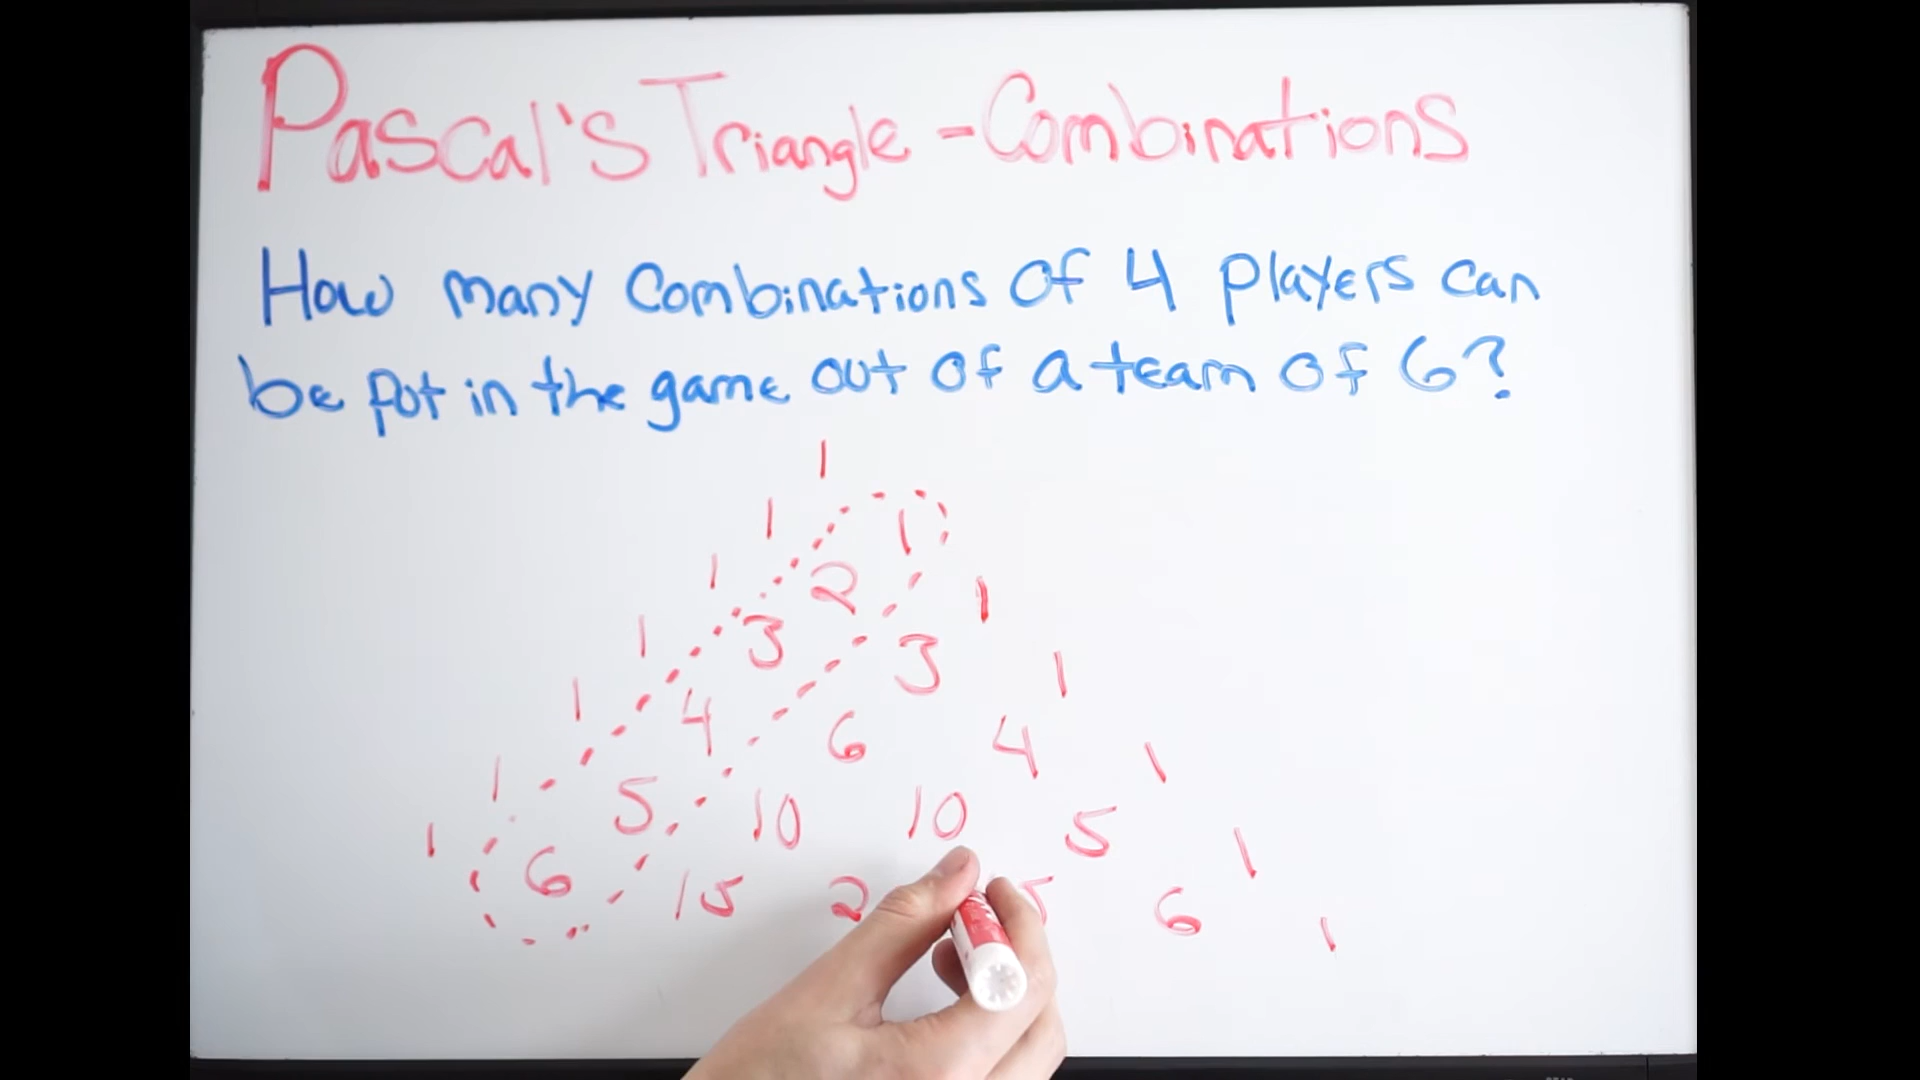 Pascal's Triangle - Combinations
How many Combinations of 4 players can
be put in the game out of a team of 6?
1
1 1
1 2 1
1 3 3 1
1 4 6 4 1
1 5 10 10 5 1
1 6 15 2 5 6 1